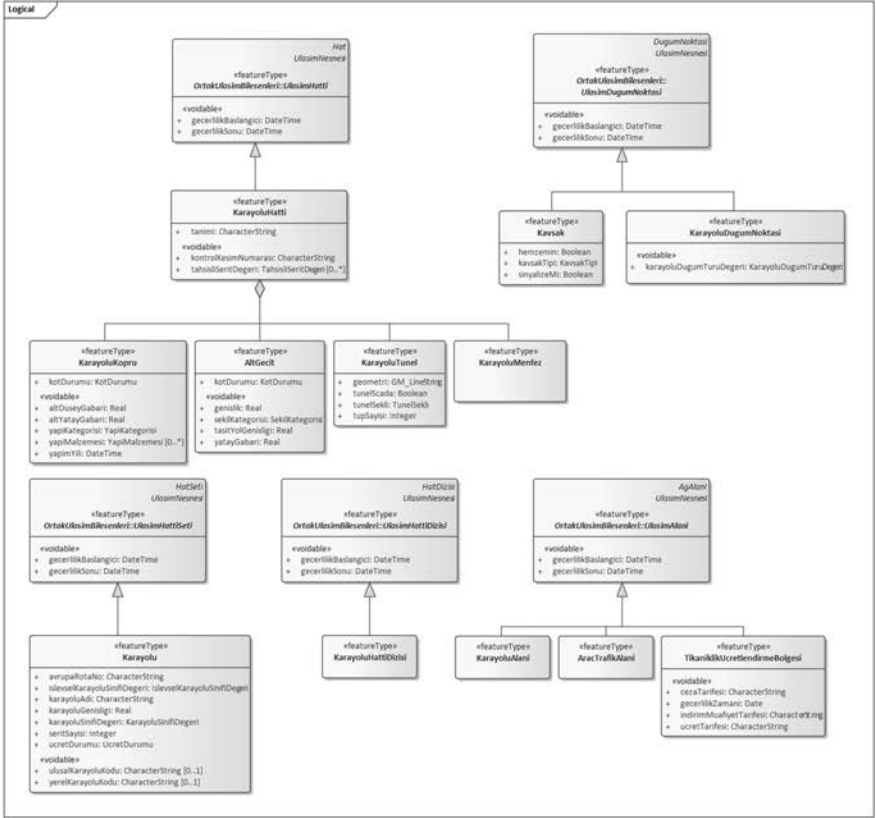 Logical
Hat
UlasimNesnesi
«featureType»
OrtakUlasimBilesenleri::UlasimHatti
«voidable»
+ gecerlilikBaslangici: DateTime
+ gecerlilikSonu: DateTime
DugumNoktasi
UlasimNesnesi
«featureType»
OrtakUlasimBilesenleri::
UlasimDugumNoktasi
«voidable»
+ gecerlilikBaslangici: DateTime
+ gecerlilikSonu: DateTime
«featureType»
KarayoluHatti
+ tanimi: CharacterString
«voidable»
+ kontrolKesimNumarasi: CharacterString
+ tahsisliSeritDegeri: TahsisliSeritDegeri [0..*]
«featureType»
Kavsak
+ hemzemin: Boolean
+ kavsakTipi: KavsakTipi
+ sinyalizeMi: Boolean
«featureType»
KarayoluDugumNoktasi
«voidable»
+ karayoluDugumTuruDegeri: KarayoluDugumTuruDegeri
«featureType»
KarayoluKopru
+ kotDurumu: KotDurumu
«voidable»
+ altDuseyGabari: Real
+ altYatayGabari: Real
+ yapiKategorisi: YapiKategorisi
+ yapiMalzemesi: YapiMalzemesi [0..*]
+ yapimYili: DateTime
«featureType»
AltGecit
+ kotDurumu: KotDurumu
«voidable»
+ genislik: Real
+ sekilKategorisi: SekilKategorisi
+ tasitYolGenisligi: Real
+ yatayGabari: Real
«featureType»
KarayoluTunel
+ geometri: GM_LineString
+ tunelScada: Boolean
+ tunelSekli: TunelSekli
+ tupSayisi: Integer
«featureType»
KarayoluMenfez
HatSeti
UlasimNesnesi
«featureType»
OrtakUlasimBilesenleri::UlasimHattiSeti
«voidable»
+ gecerlilikBaslangici: DateTime
+ gecerlilikSonu: DateTime
HatDizisi
UlasimNesnesi
«featureType»
OrtakUlasimBilesenleri::UlasimHattiDizisi
«voidable»
+ gecerlilikBaslangici: DateTime
+ gecerlilikSonu: DateTime
AgAlani
UlasimNesnesi
«featureType»
OrtakUlasimBilesenleri::UlasimAlani
«voidable»
+ gecerlilikBaslangici: DateTime
+ gecerlilikSonu: DateTime
«featureType»
Karayolu
+ avrupaRotaNo: CharacterString
+ islevselKarayoluSinifiDegeri: IslevselKarayoluSinifiDegeri
+ karayoluAdi: CharacterString
+ karayoluGenisligi: Real
+ karayoluSinifiDegeri: KarayoluSinifiDegeri
+ seritSayisi: Integer
+ ucretDurumu: UcretDurumu
«voidable»
+ ulusalKarayoluKodu: CharacterString [0..1]
+ yerelKarayoluKodu: CharacterString [0..1]
«featureType»
KarayoluHattiDizisi
«featureType»
KarayoluAlani
«featureType»
AracTrafikAlani
«featureType»
TikaniklikUcretlendirmeBolgesi
«voidable»
+ cezaTarifesi: CharacterString
+ gecerlilikZamani: Date
+ indirimMuafiyetTarifesi: CharacterString
+ ucretTarifesi: CharacterString